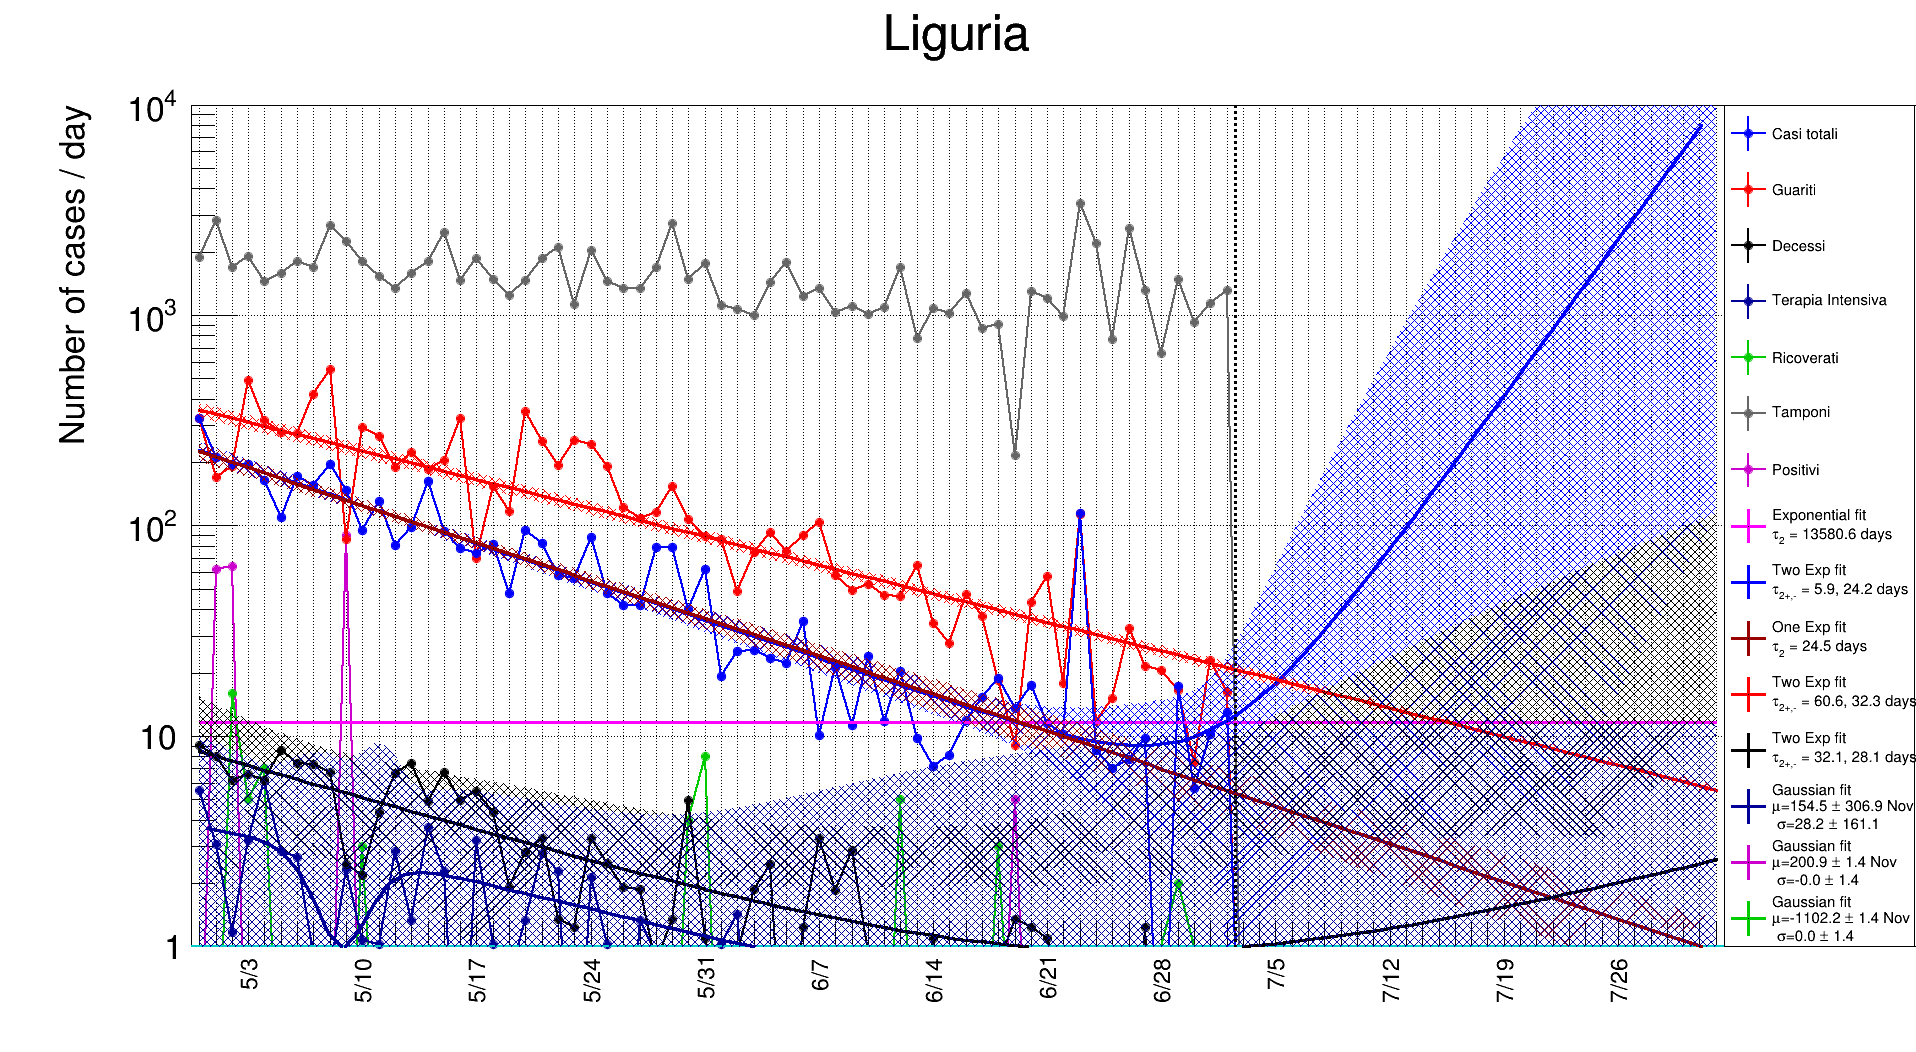 Liguria
Number of cases / day
10^4
10^3
10^2
10
1
5/3
5/10
5/17
5/24
5/31
6/7
6/14
6/21
6/28
7/5
7/12
7/19
7/26
Casi totali
Guariti
Decessi
Terapia Intensiva
Ricoverati
Tamponi
Positivi
Exponential fit
τ2 = 13580.6 days
Two Exp fit
τ2+,- = 5.9, 24.2 days
One Exp fit
τ2 = 24.5 days
Two Exp fit
τ2+,- = 60.6, 32.3 days
Two Exp fit
τ2+,- = 32.1, 28.1 days
Gaussian fit
μ=154.5 ± 306.9 Nov
σ=28.2 ± 161.1
Gaussian fit
μ=200.9 ± 1.4 Nov
σ=-0.0 ± 1.4
Gaussian fit
μ=-1102.2 ± 1.4 Nov
σ=0.0 ± 1.4